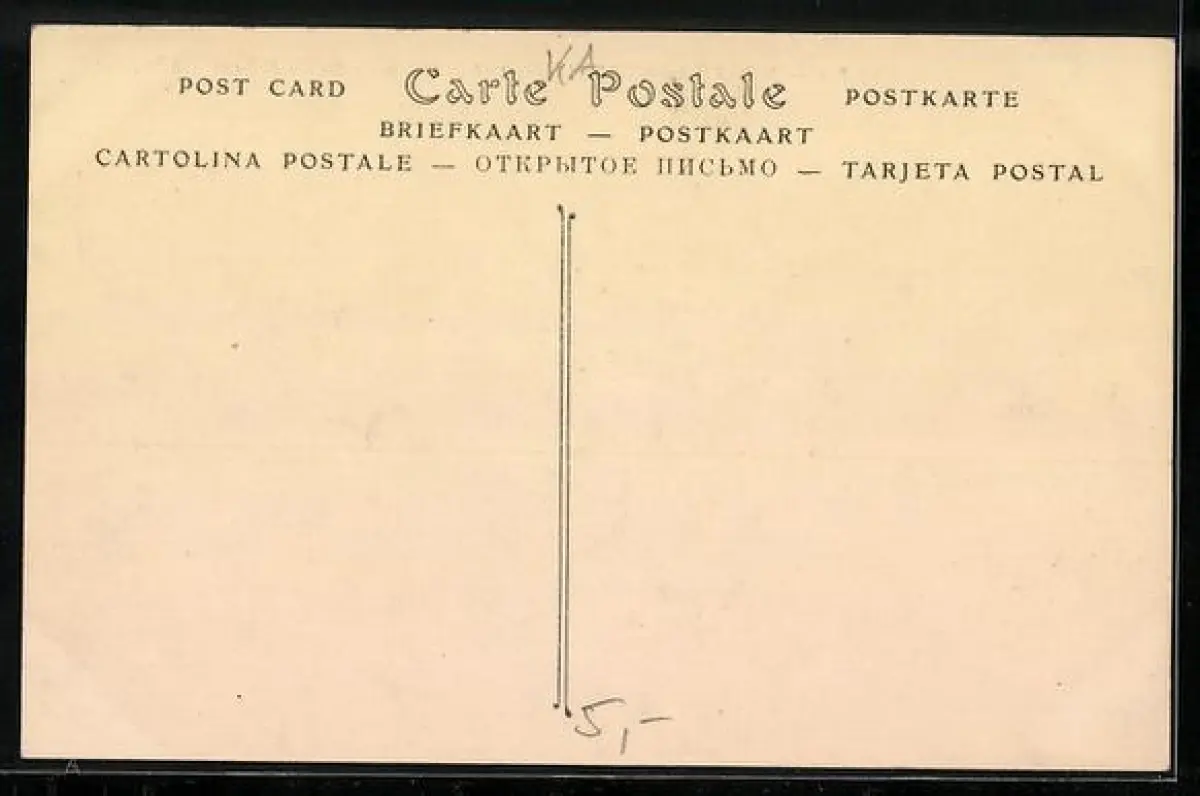 KA
POST CARD Carte Postale POSTKARTE
BRIEFKAART — POSTKAART
CARTOLINA POSTALE — ОТКРЫТОЕ ПИСЬМО — TARJETA POSTAL
5,-